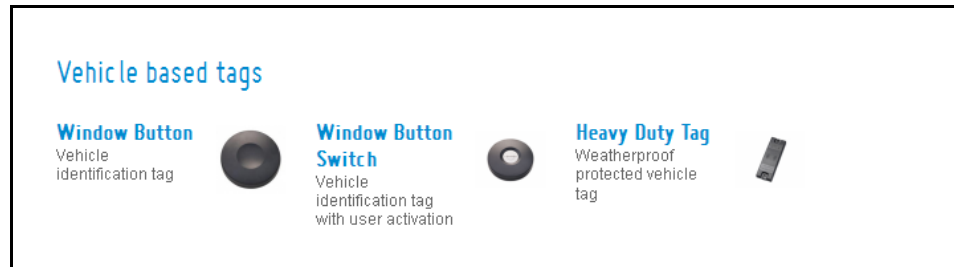 Vehicle based tags
Window Button
Vehicle
identification tag
Window Button
Switch
Vehicle
identification tag
with user activation
Heavy Duty Tag
Weatherproof
protected vehicle
tag